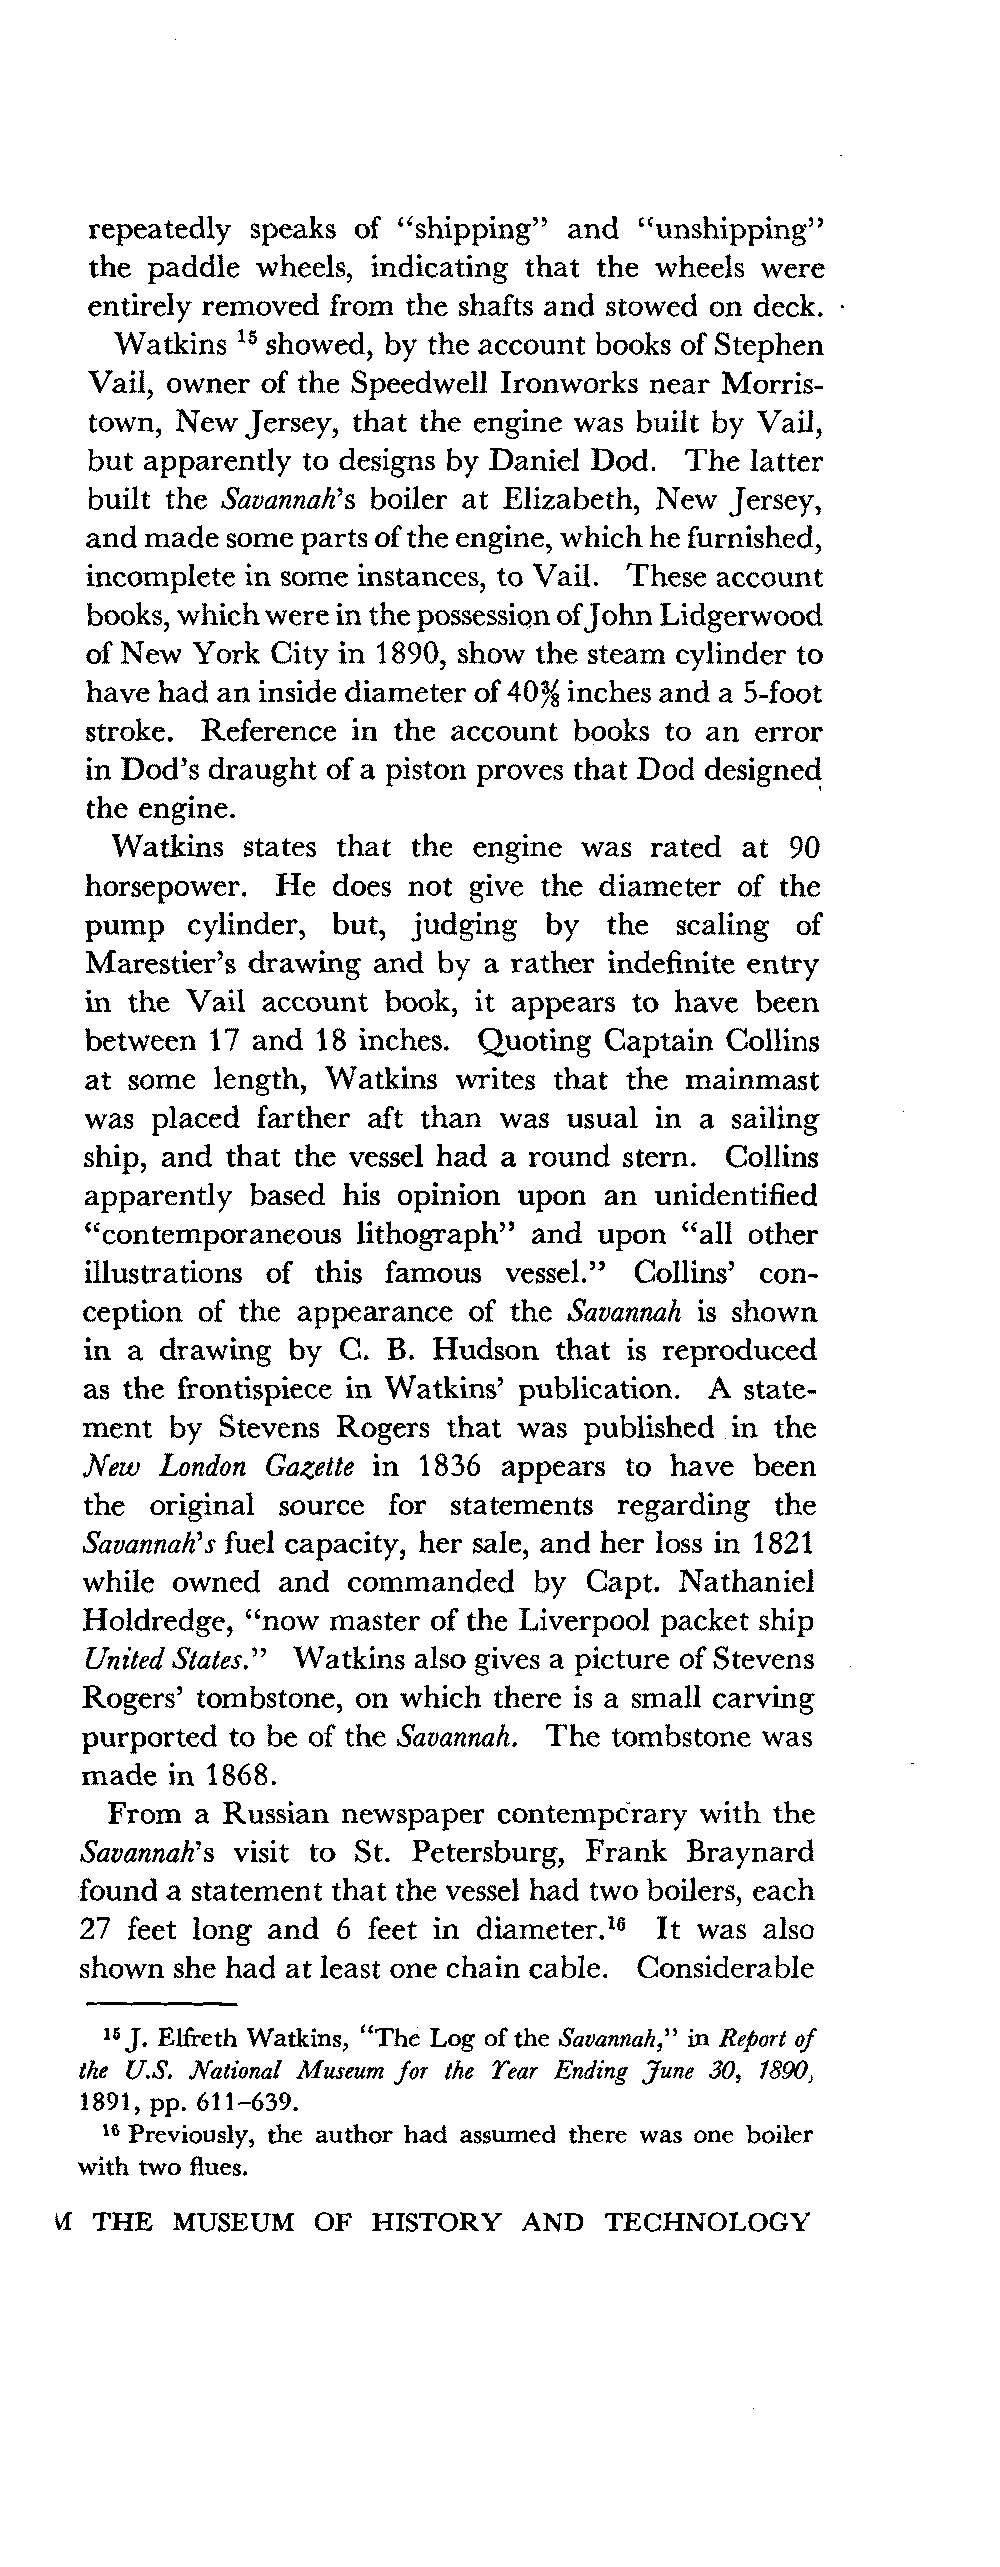 repeatedly speaks of “shipping” and “unshipping”
the paddle wheels, indicating that the wheels were
entirely removed from the shafts and stowed on deck.
Watkins ¹⁵ showed, by the account books of Stephen
Vail, owner of the Speedwell Ironworks near Morris-
town, New Jersey, that the engine was built by Vail,
but apparently to designs by Daniel Dod. The latter
built the Savannah's boiler at Elizabeth, New Jersey,
and made some parts of the engine, which he furnished,
incomplete in some instances, to Vail. These account
books, which were in the possession of John Lidgerwood
of New York City in 1890, show the steam cylinder to
have had an inside diameter of 40⅜ inches and a 5-foot
stroke. Reference in the account books to an error
in Dod's draught of a piston proves that Dod designed
the engine.
Watkins states that the engine was rated at 90
horsepower. He does not give the diameter of the
pump cylinder, but, judging by the scaling of
Marestier's drawing and by a rather indefinite entry
in the Vail account book, it appears to have been
between 17 and 18 inches. Quoting Captain Collins
at some length, Watkins writes that the mainmast
was placed farther aft than was usual in a sailing
ship, and that the vessel had a round stern. Collins
apparently based his opinion upon an unidentified
“contemporaneous lithograph” and upon “all other
illustrations of this famous vessel.” Collins' con-
ception of the appearance of the Savannah is shown
in a drawing by C. B. Hudson that is reproduced
as the frontispiece in Watkins' publication. A state-
ment by Stevens Rogers that was published in the
New London Gazette in 1836 appears to have been
the original source for statements regarding the
Savannah's fuel capacity, her sale, and her loss in 1821
while owned and commanded by Capt. Nathaniel
Holdredge, “now master of the Liverpool packet ship
United States.” Watkins also gives a picture of Stevens
Rogers' tombstone, on which there is a small carving
purported to be of the Savannah. The tombstone was
made in 1868.
From a Russian newspaper contemporary with the
Savannah's visit to St. Petersburg, Frank Braynard
found a statement that the vessel had two boilers, each
27 feet long and 6 feet in diameter.¹⁶ It was also
shown she had at least one chain cable. Considerable
¹⁵ J. Elfreth Watkins, “The Log of the Savannah,” in Report of
the U.S. National Museum for the Year Ending June 30, 1890,
1891, pp. 611–639.
¹⁶ Previously, the author had assumed there was one boiler
with two flues.
M THE MUSEUM OF HISTORY AND TECHNOLOGY